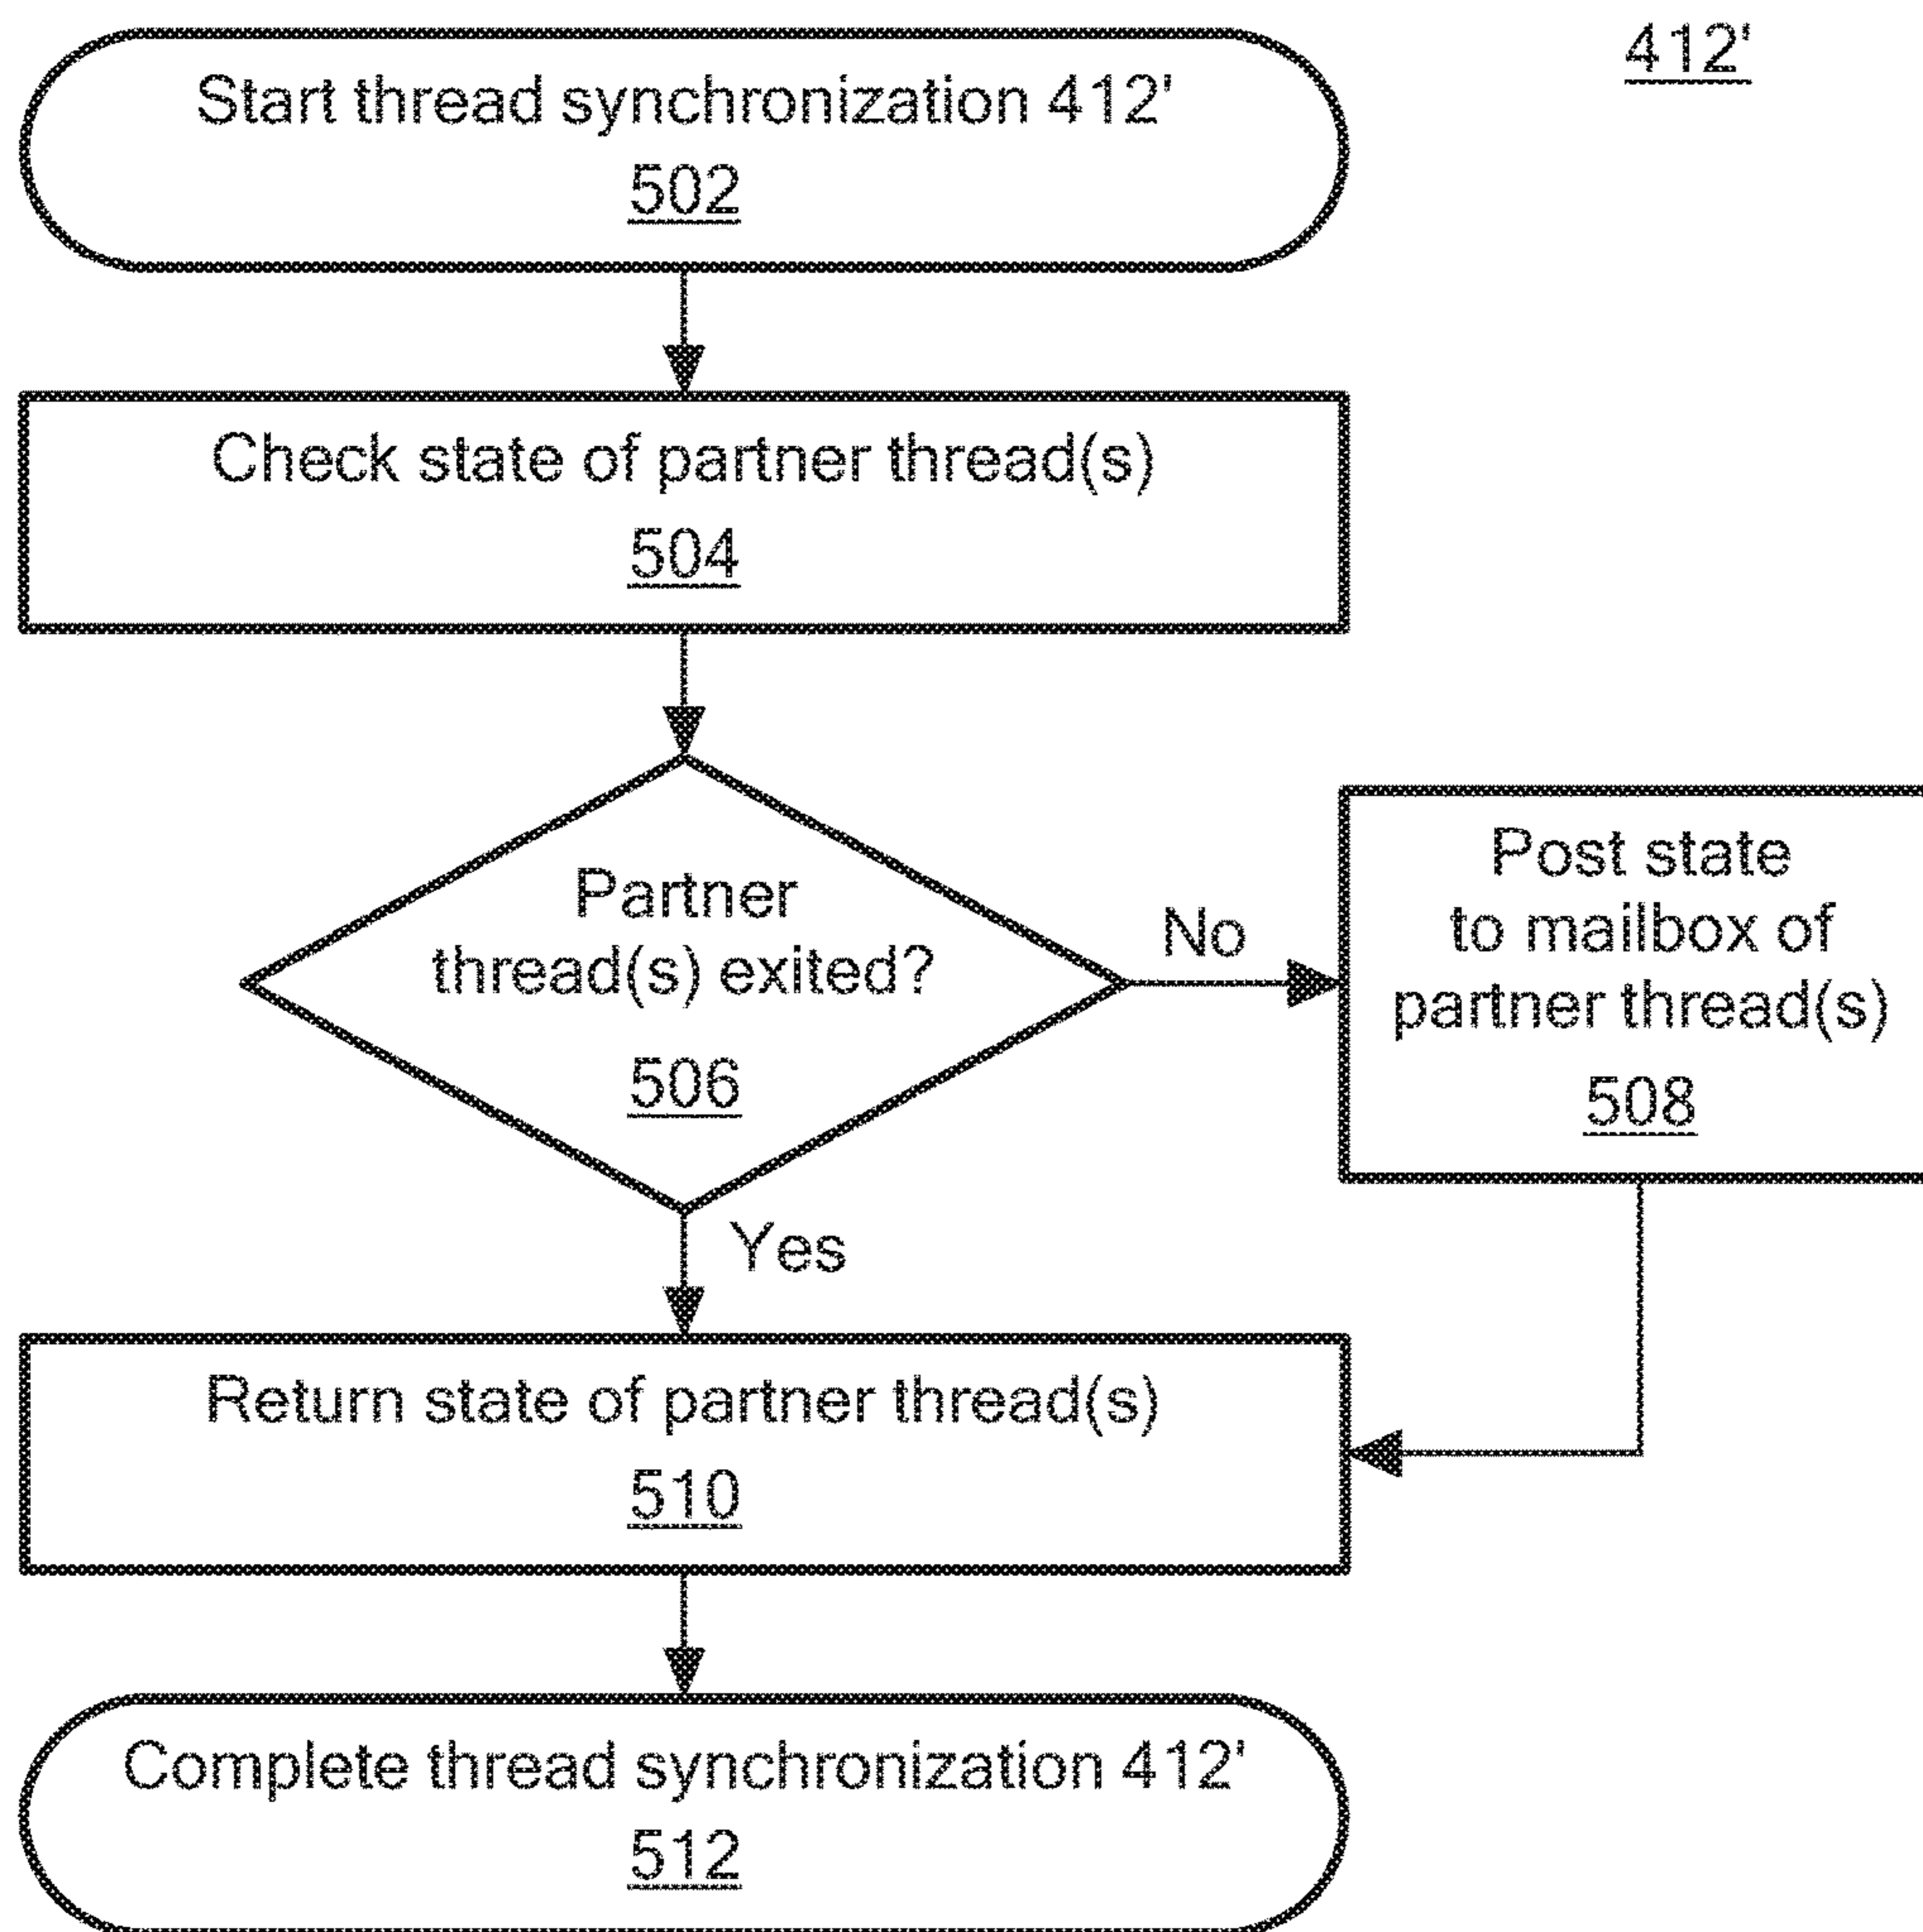 412'
Start thread synchronization 412'
502
Check state of partner thread(s)
504
Partner
thread(s) exited?
506
No
Post state
to mailbox of
partner thread(s)
508
Yes
Return state of partner thread(s)
510
Complete thread synchronization 412'
512